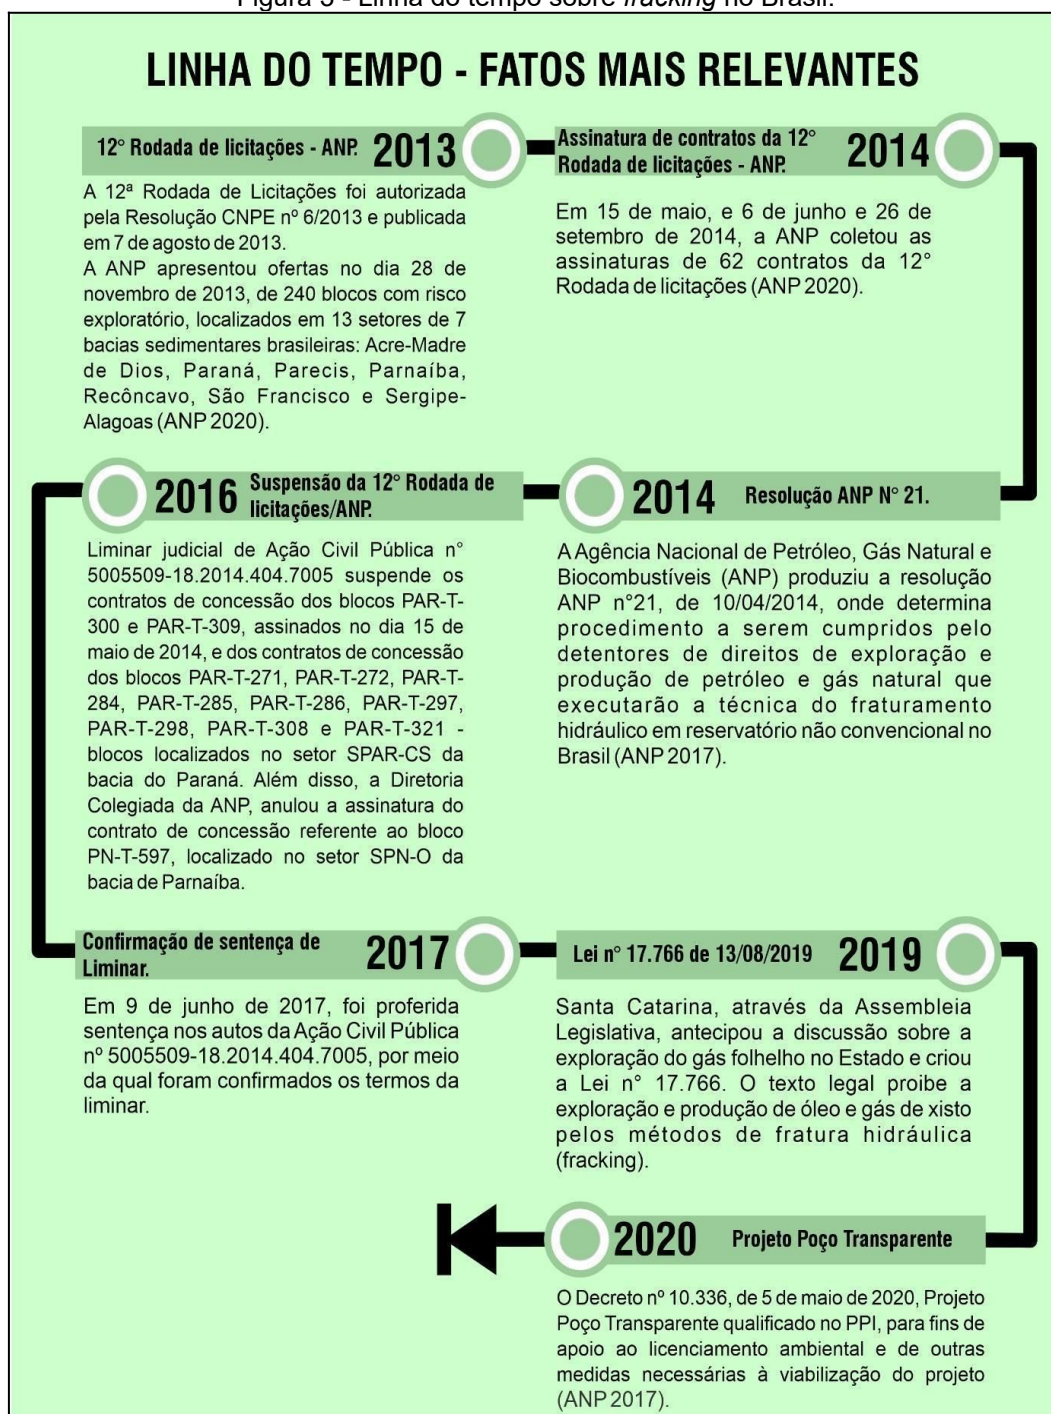 Figura 5 - Linha do tempo sobre fracking no Brasil.
LINHA DO TEMPO - FATOS MAIS RELEVANTES
12° Rodada de licitações - ANP. 2013
A 12ª Rodada de Licitações foi autorizada
pela Resolução CNPE nº 6/2013 e publicada
em 7 de agosto de 2013.
A ANP apresentou ofertas no dia 28 de
novembro de 2013, de 240 blocos com risco
exploratório, localizados em 13 setores de 7
bacias sedimentares brasileiras: Acre-Madre
de Dios, Paraná, Parecis, Parnaíba,
Recôncavo, São Francisco e Sergipe-
Alagoas (ANP 2020).
Assinatura de contratos da 12°
Rodada de licitações - ANP.
2014
Em 15 de maio, e 6 de junho e 26 de
setembro de 2014, a ANP coletou as
assinaturas de 62 contratos da 12°
Rodada de licitações (ANP 2020).
2014 Resolução ANP N° 21.
A Agência Nacional de Petróleo, Gás Natural e
Biocombustíveis (ANP) produziu a resolução
ANP n°21, de 10/04/2014, onde determina
procedimento a serem cumpridos pelo
detentores de direitos de exploração e
produção de petróleo e gás natural que
executarão a técnica do fraturamento
hidráulico em reservatório não convencional no
Brasil (ANP 2017).
2016
Suspensão da 12° Rodada de
licitações/ANP.
Liminar judicial de Ação Civil Pública n°
5005509-18.2014.404.7005 suspende os
contratos de concessão dos blocos PAR-T-
300 e PAR-T-309, assinados no dia 15 de
maio de 2014, e dos contratos de concessão
dos blocos PAR-T-271, PAR-T-272, PAR-T-
284, PAR-T-285, PAR-T-286, PAR-T-297,
PAR-T-298, PAR-T-308 e PAR-T-321 -
blocos localizados no setor SPAR-CS da
bacia do Paraná. Além disso, a Diretoria
Colegiada da ANP, anulou a assinatura do
contrato de concessão referente ao bloco
PN-T-597, localizado no setor SPN-O da
bacia de Parnaíba.
Confirmação de sentença de
Liminar.
2017
Em 9 de junho de 2017, foi proferida
sentença nos autos da Ação Civil Pública
nº 5005509-18.2014.404.7005, por meio
da qual foram confirmados os termos da
liminar.
Lei n° 17.766 de 13/08/2019 2019
Santa Catarina, através da Assembleia
Legislativa, antecipou a discussão sobre a
exploração do gás folhelho no Estado e criou
a Lei n° 17.766. O texto legal proibe a
exploração e produção de óleo e gás de xisto
pelos métodos de fratura hidráulica
(fracking).
2020 Projeto Poço Transparente
O Decreto nº 10.336, de 5 de maio de 2020, Projeto
Poço Transparente qualificado no PPI, para fins de
apoio ao licenciamento ambiental e de outras
medidas necessárias à viabilização do projeto
(ANP 2017).